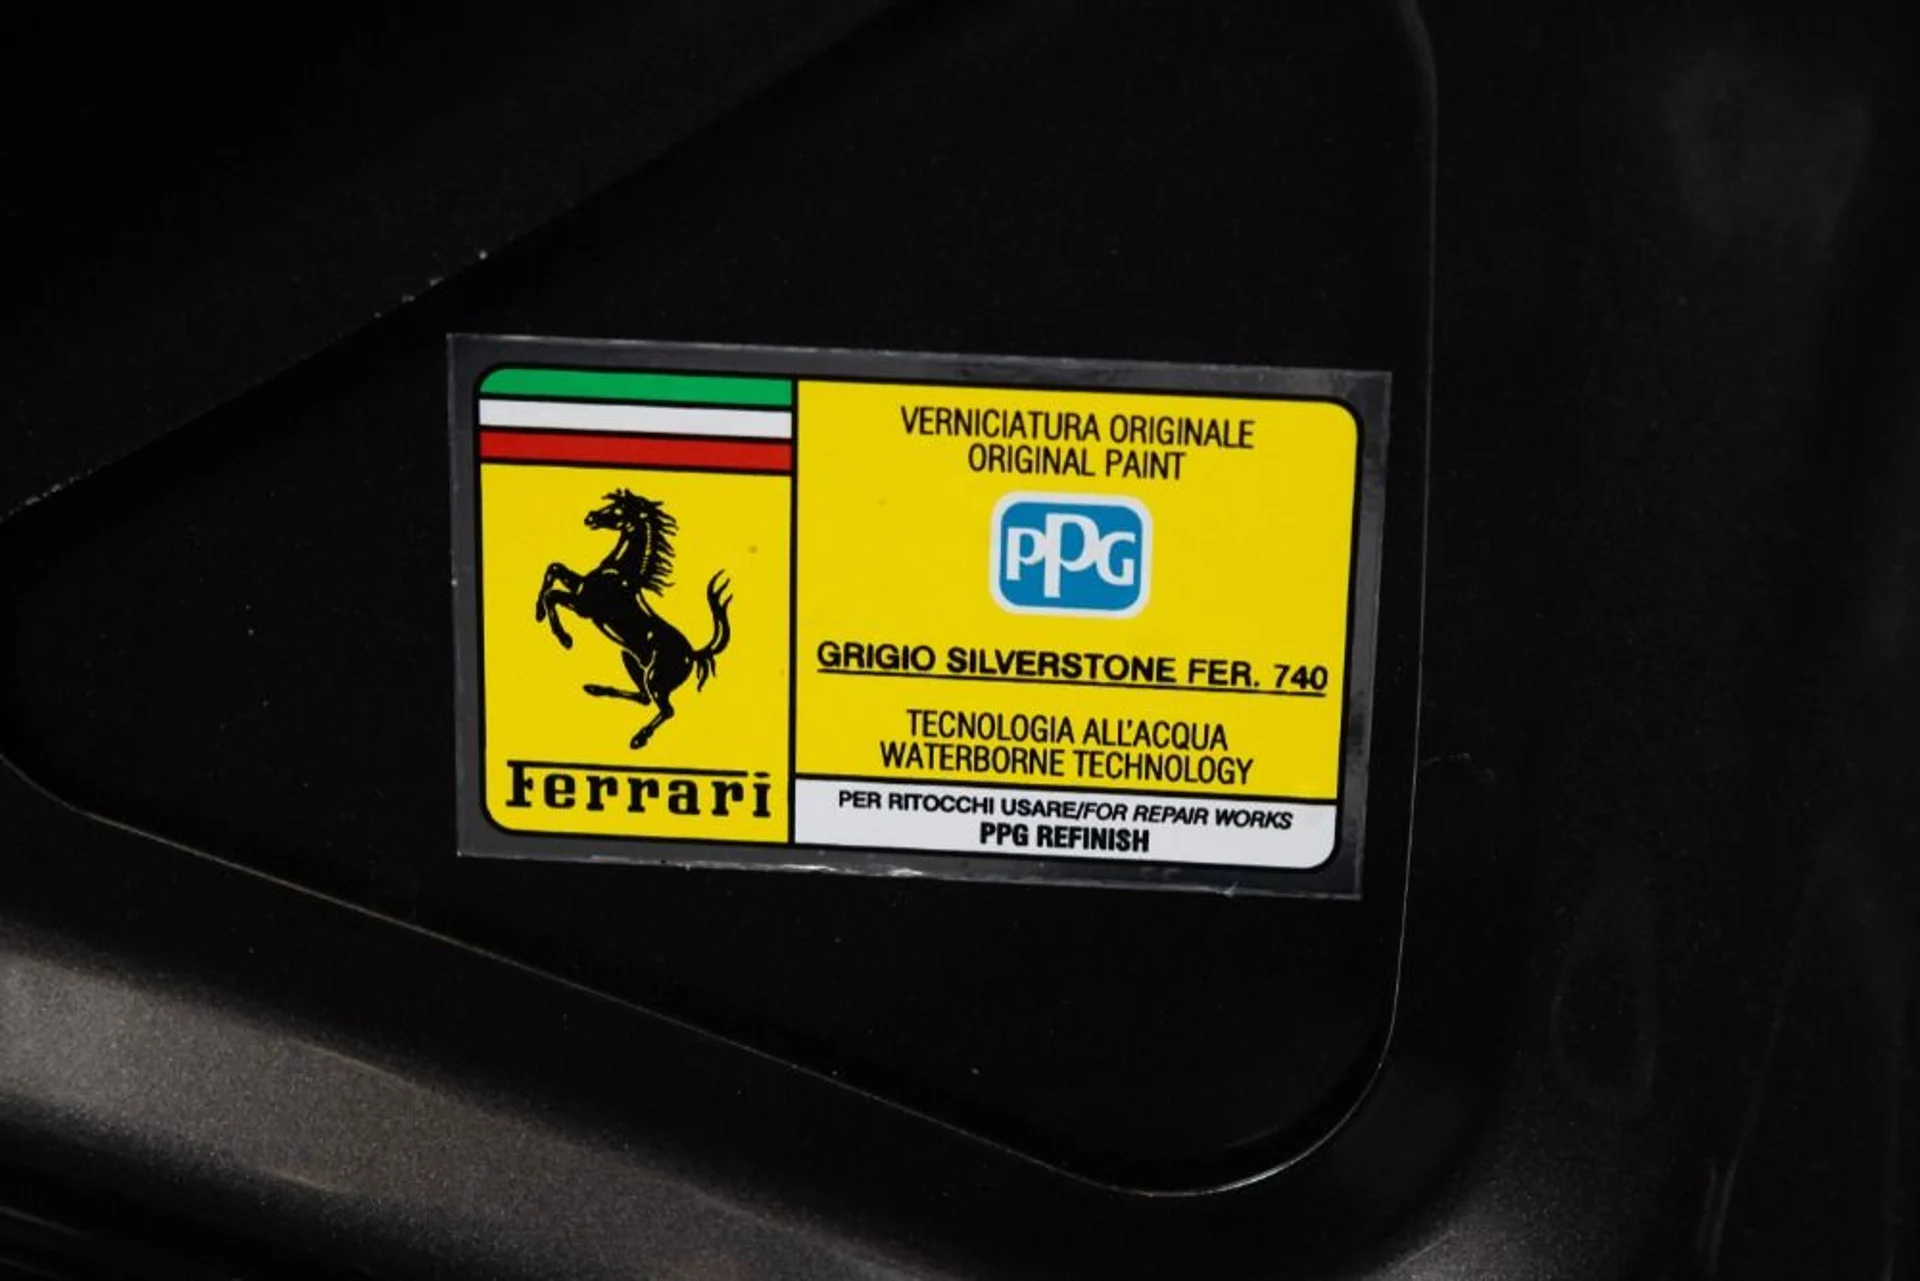 Ferrari
VERNICIATURA ORIGINALE
ORIGINAL PAINT
PPG
GRIGIO SILVERSTONE FER. 740
TECNOLOGIA ALL'ACQUA
WATERBORNE TECHNOLOGY
PER RITOCCHI USARE/FOR REPAIR WORKS
PPG REFINISH